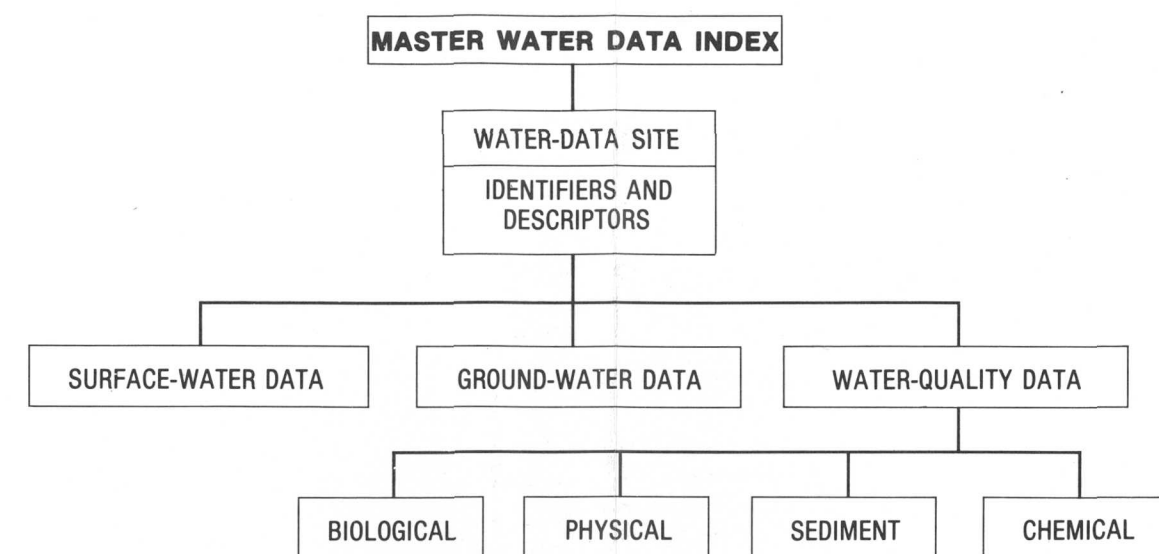 MASTER WATER DATA INDEX
WATER-DATA SITE
IDENTIFIERS AND
DESCRIPTORS
SURFACE-WATER DATA
GROUND-WATER DATA
WATER-QUALITY DATA
BIOLOGICAL
PHYSICAL
SEDIMENT
CHEMICAL